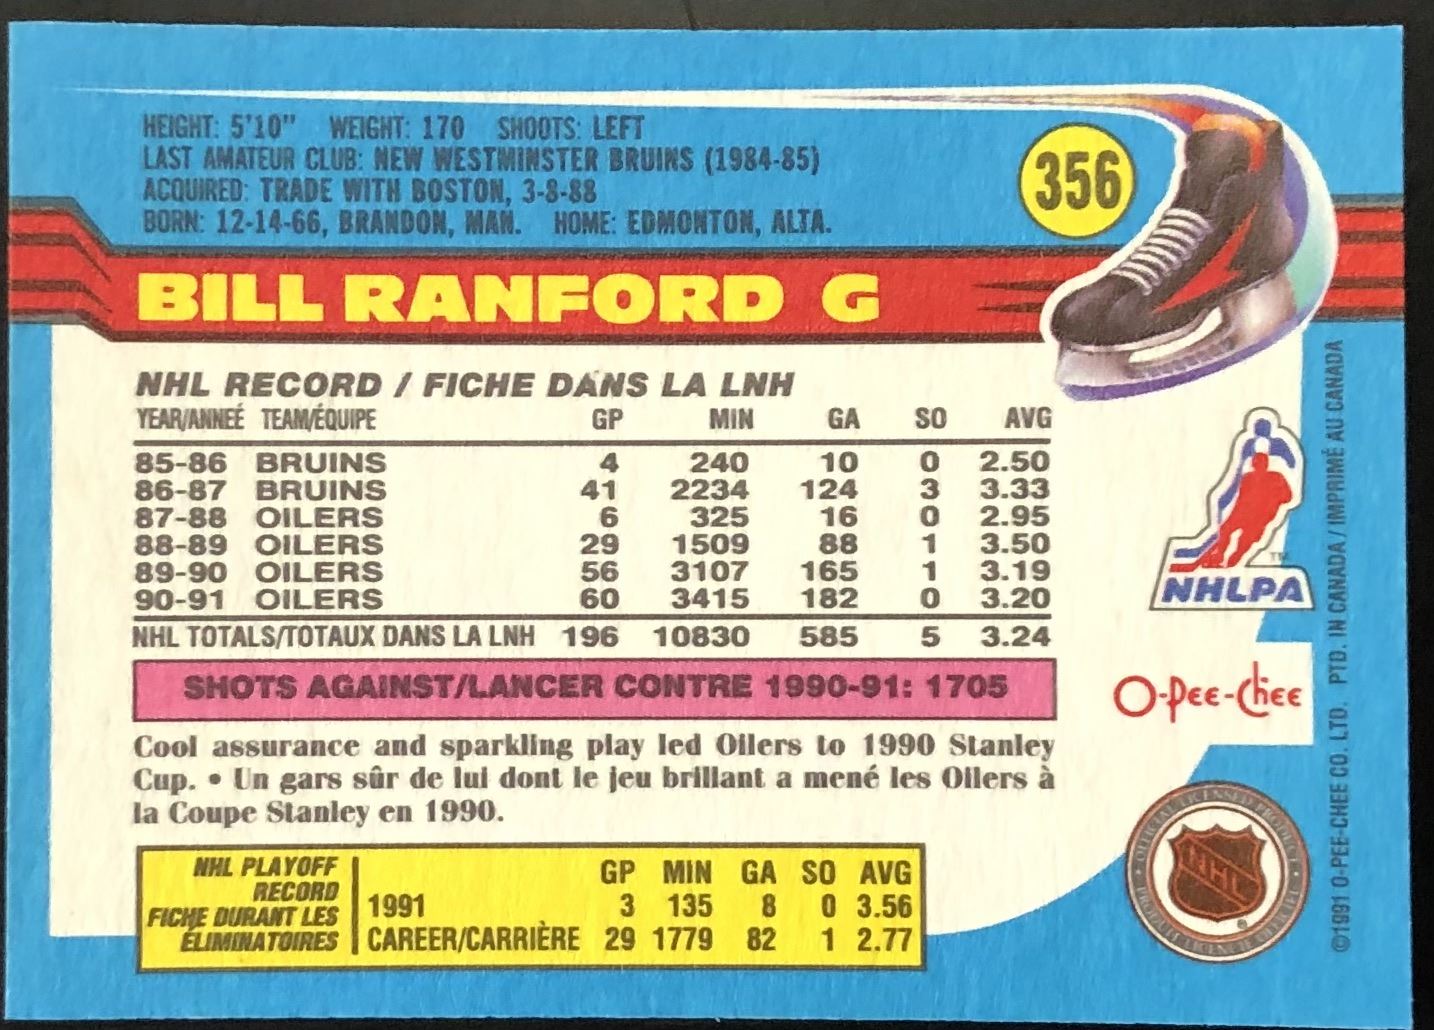 HEIGHT: 5'10" WEIGHT: 170 SHOOTS: LEFT
LAST AMATEUR CLUB: NEW WESTMINSTER BRUINS (1984-85)
ACQUIRED: TRADE WITH BOSTON, 3-8-88
BORN: 12-14-66, BRANDON, MAN. HOME: EDMONTON, ALTA.
356
BILL RANFORD G
NHL RECORD / FICHE DANS LA LNH
YEAR/ANNEÉ TEAM/ÉQUIPE GP MIN GA SO AVG
85-86 BRUINS 4 240 10 0 2.50
86-87 BRUINS 41 2234 124 3 3.33
87-88 OILERS 6 325 16 0 2.95
88-89 OILERS 29 1509 88 1 3.50
89-90 OILERS 56 3107 165 1 3.19
90-91 OILERS 60 3415 182 0 3.20
NHL TOTALS/TOTAUX DANS LA LNH 196 10830 585 5 3.24
SHOTS AGAINST/LANCER CONTRE 1990-91: 1705
Cool assurance and sparkling play led Oilers to 1990 Stanley
Cup. • Un gars sûr de lui dont le jeu brillant a mené les Oilers à
la Coupe Stanley en 1990.
NHL PLAYOFF
RECORD
FICHE DURANT LES
ÉLIMINATOIRES
GP MIN GA SO AVG
1991 3 135 8 0 3.56
CAREER/CARRIÈRE 29 1779 82 1 2.77
TM
NHLPA
O-Pee-Chee
OFFICIAL LICENSED PRODUCT
NHL
®
PRODUIT LICENCIE OFFICIEL
©1991 O-PEE-CHEE CO. LTD. PTD. IN CANADA / IMPRIMÉ AU CANADA